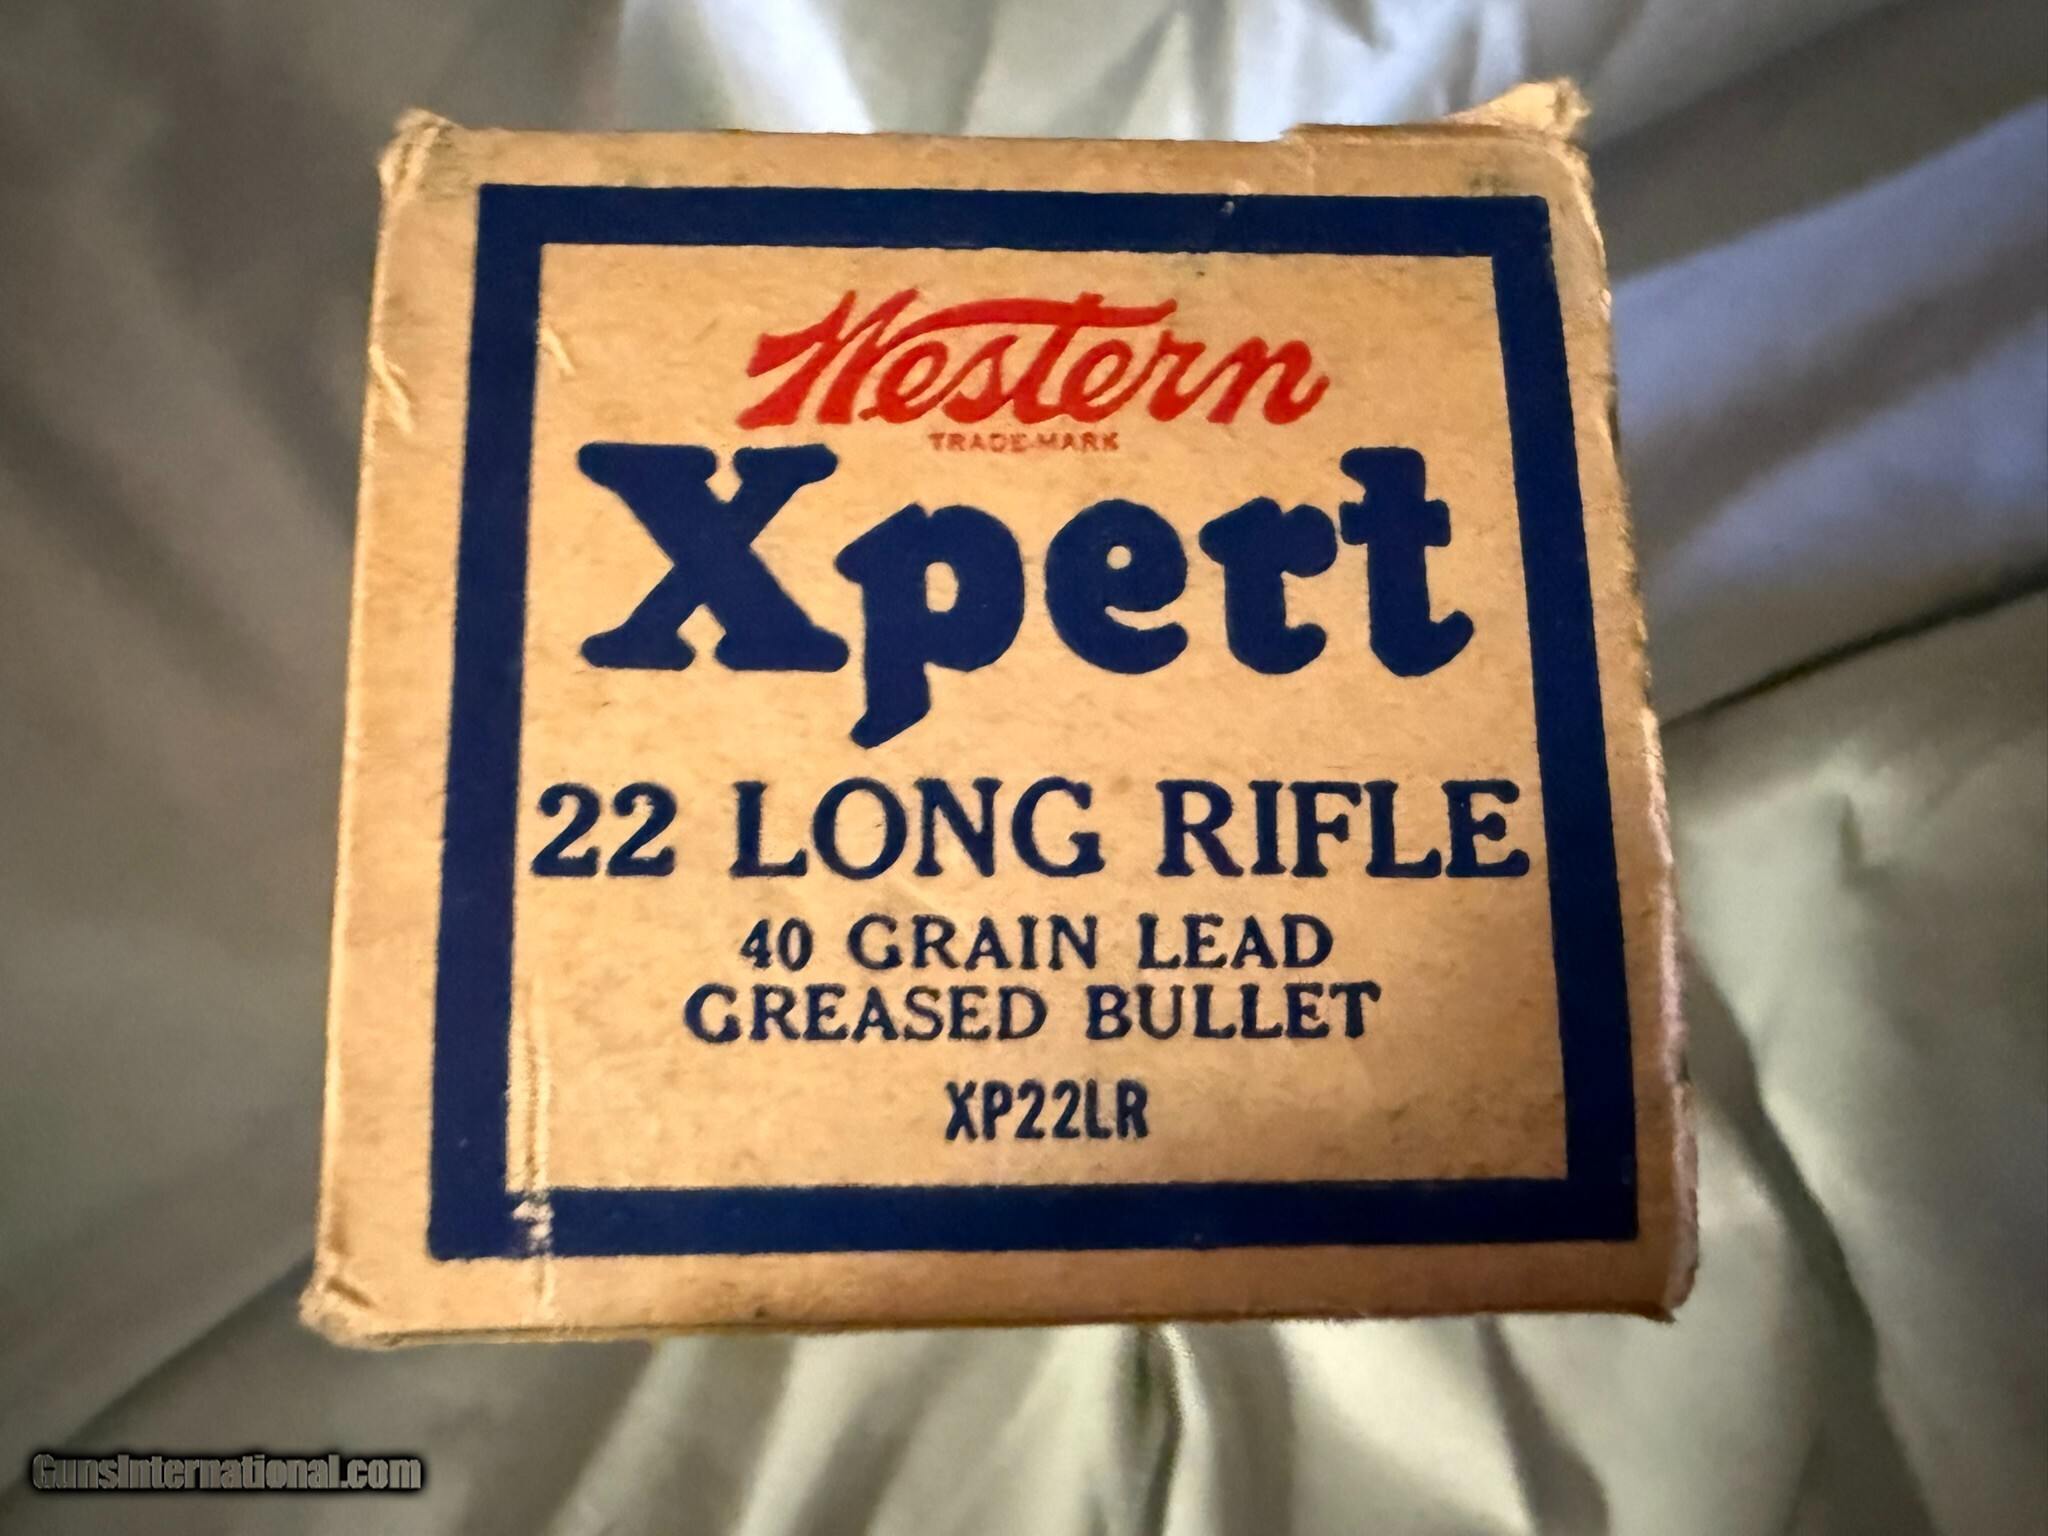 Western
TRADE-MARK
Xpert
22 LONG RIFLE
40 GRAIN LEAD
GREASED BULLET
XP22LR
GunsInternational.com